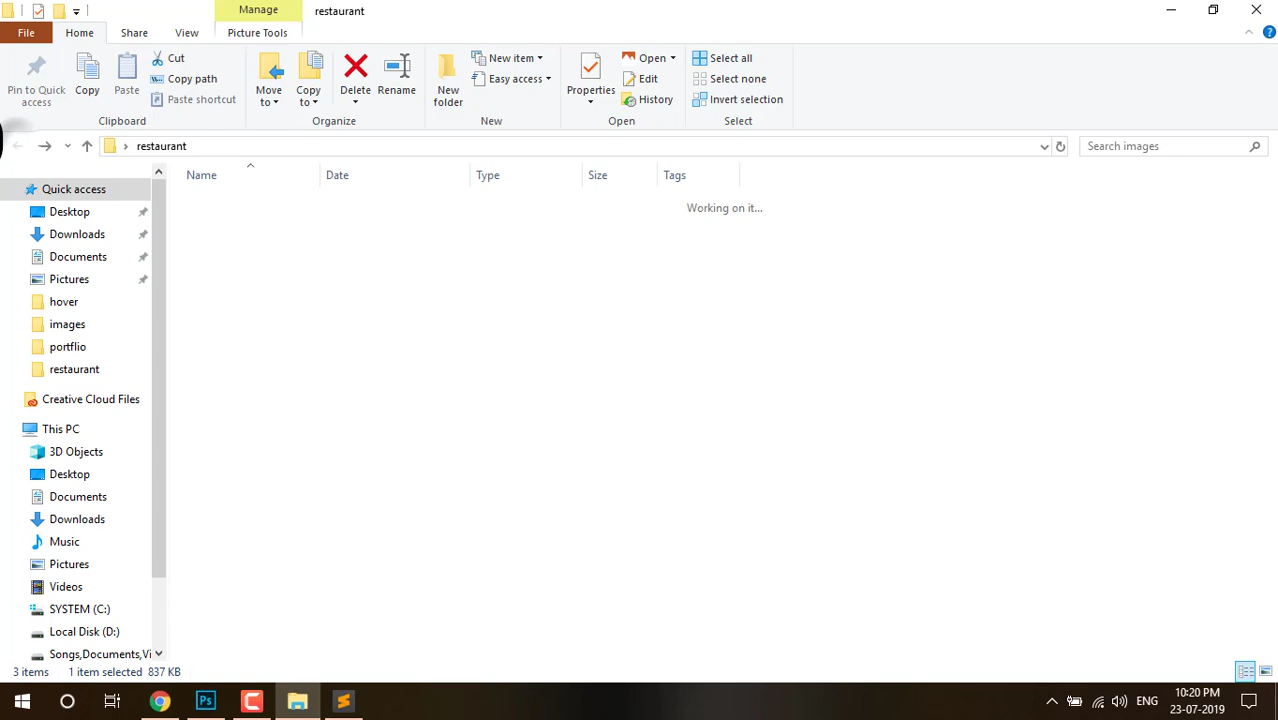 Manage
restaurant
File
Home
Share
View
Picture Tools
Pin to Quick access
Copy
Paste
Cut
Copy path
Paste shortcut
Clipboard
Move to
Copy to
Delete
Rename
Organize
New folder
New item
Easy access
New
Properties
Open
Edit
History
Open
Select all
Select none
Invert selection
Select
restaurant
Search images
Name
Date
Type
Size
Tags
Working on it...
Quick access
Desktop
Downloads
Documents
Pictures
hover
images
portflio
restaurant
Creative Cloud Files
This PC
3D Objects
Desktop
Documents
Downloads
Music
Pictures
Videos
SYSTEM (C:)
Local Disk (D:)
Songs,Documents,Vi
3 items
1 item selected 837 KB
Ps
ENG
10:20 PM
23-07-2019